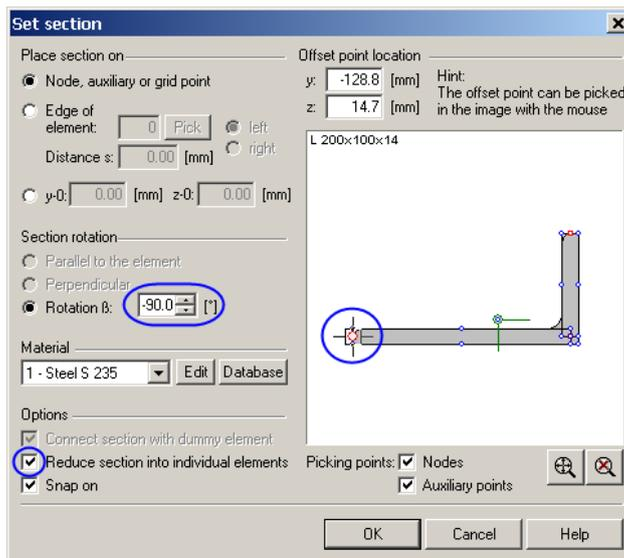 Set section
Place section on
Node, auxiliary or grid point
Edge of
element: 0 Pick left
right
Distance s: 0.00 [mm]
y-0: 0.00 [mm] z-0: 0.00 [mm]
Section rotation
Parallel to the element
Perpendicular
Rotation ß: -90.0 [°]
Material
1 - Steel S 235 Edit Database
Options
Connect section with dummy element
Reduce section into individual elements
Snap on
Offset point location
y: -128.8 [mm] Hint:
The offset point can be picked
z: 14.7 [mm] in the image with the mouse
L 200x100x14
Picking points: Nodes
Auxiliary points
OK Cancel Help